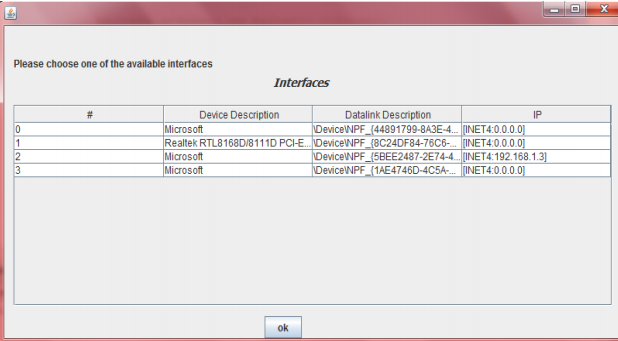 Please choose one of the available interfaces
Interfaces
# Device Description Datalink Description IP
0 Microsoft \Device\NPF_{44891799-8A3E-4... [INET4:0.0.0.0]
1 Realtek RTL8168D/8111D PCI-E... \Device\NPF_{8C24DF84-76C6-... [INET4:0.0.0.0]
2 Microsoft \Device\NPF_{5BEE2487-2E74-4... [INET4:192.168.1.3]
3 Microsoft \Device\NPF_{1AE4746D-4C5A-... [INET4:0.0.0.0]
ok